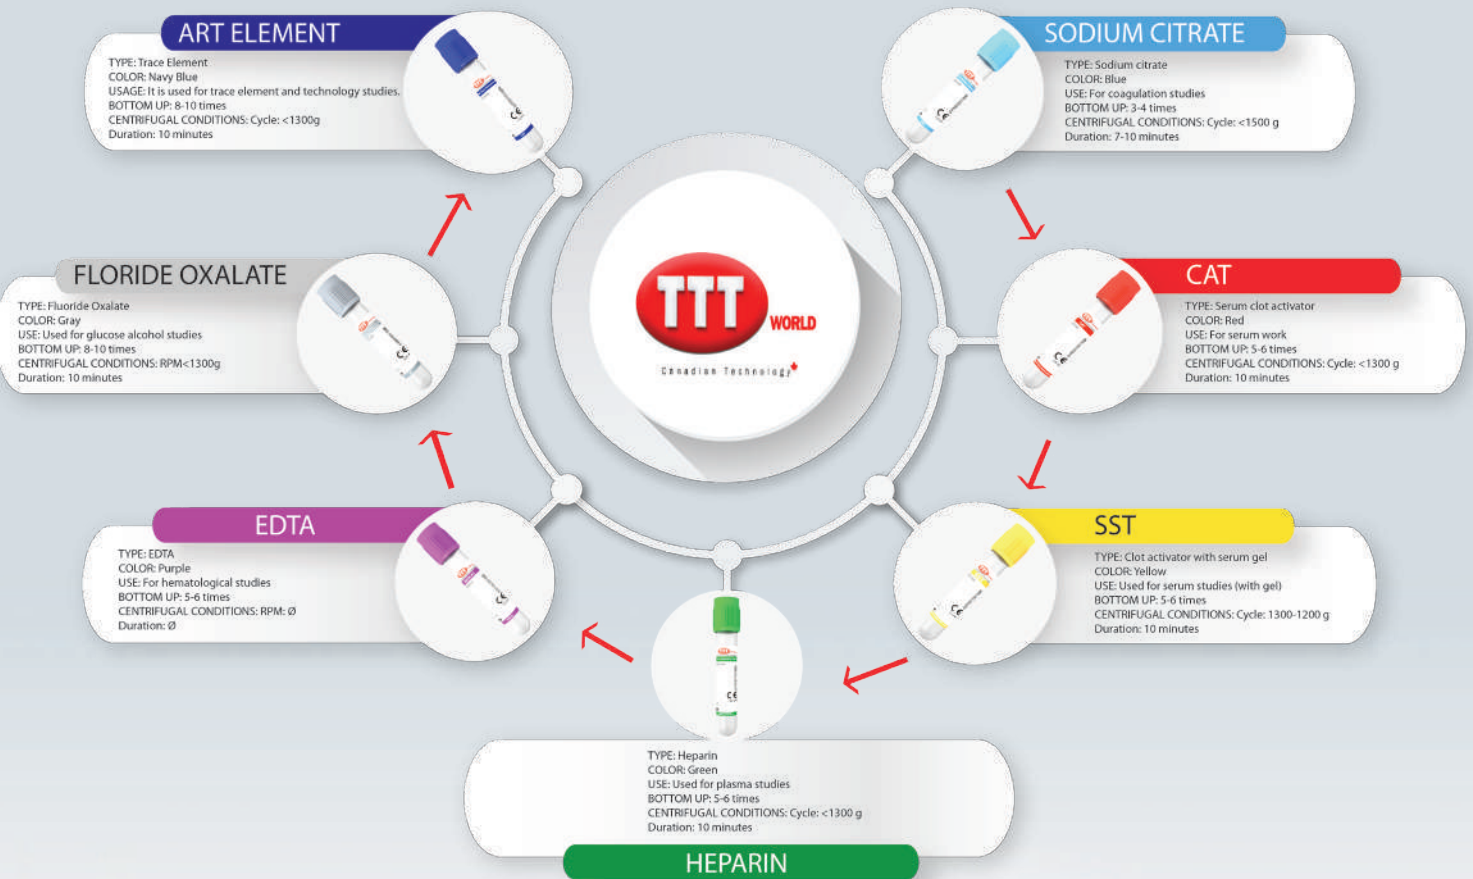 ART ELEMENT
TYPE: Trace Element
COLOR: Navy Blue
USAGE: It is used for trace element and technology studies.
BOTTOM UP: 8-10 times
CENTRIFUGAL CONDITIONS: Cycle: <1300g
Duration: 10 minutes
SODIUM CITRATE
TYPE: Sodium citrate
COLOR: Blue
USE: For coagulation studies
BOTTOM UP: 3-4 times
CENTRIFUGAL CONDITIONS: Cycle: <1500 g
Duration: 7-10 minutes
FLORIDE OXALATE
TYPE: Fluoride Oxalate
COLOR: Gray
USE: Used for glucose alcohol studies
BOTTOM UP: 8-10 times
CENTRIFUGAL CONDITIONS: RPM<1300g
Duration: 10 minutes
TTT
WORLD
Canadian Technology
CAT
TYPE: Serum clot activator
COLOR: Red
USE: For serum work
BOTTOM UP: 5-6 times
CENTRIFUGAL CONDITIONS: Cycle: <1300 g
Duration: 10 minutes
EDTA
TYPE: EDTA
COLOR: Purple
USE: For hematological studies
BOTTOM UP: 5-6 times
CENTRIFUGAL CONDITIONS: RPM: Ø
Duration: Ø
SST
TYPE: Clot activator with serum gel
COLOR: Yellow
USE: Used for serum studies (with gel)
BOTTOM UP: 5-6 times
CENTRIFUGAL CONDITIONS: Cycle: 1300-1200 g
Duration: 10 minutes
TYPE: Heparin
COLOR: Green
USE: Used for plasma studies
BOTTOM UP: 5-6 times
CENTRIFUGAL CONDITIONS: Cycle: <1300 g
Duration: 10 minutes
HEPARIN